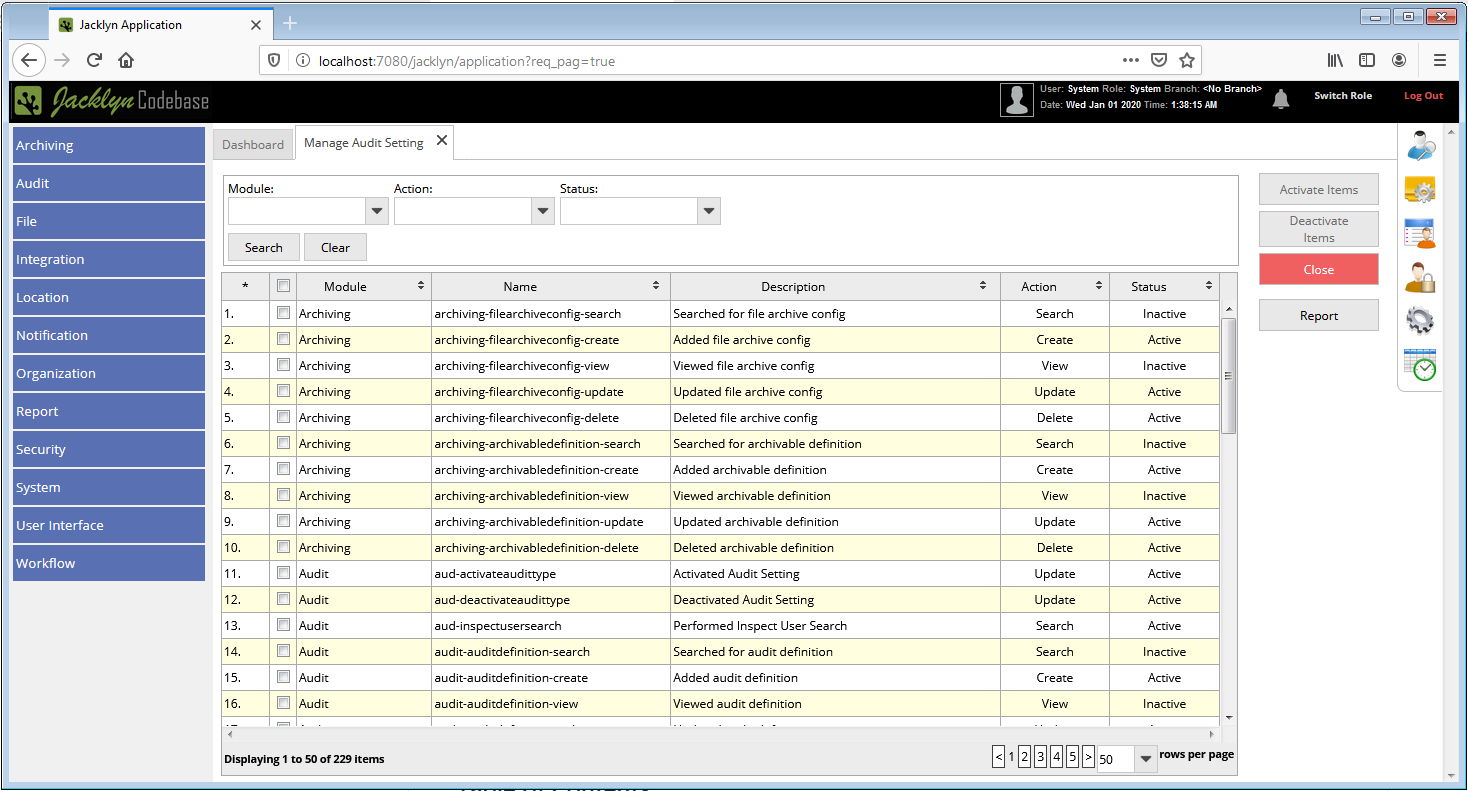 Jacklyn Application
localhost:7080/jacklyn/application?req_pag=true
Jacklyn Codebase
User: System Role: System Branch: <No Branch>
Date: Wed Jan 01 2020 Time: 1:38:15 AM
Switch Role
Log Out
Archiving
Audit
File
Integration
Location
Notification
Organization
Report
Security
System
User Interface
Workflow
Dashboard
Manage Audit Setting
Module: Action: Status:
Search Clear
Activate Items
Deactivate
Items
Close
Report
* Module Name Description Action Status
1. Archiving archiving-filearchiveconfig-search Searched for file archive config Search Inactive
2. Archiving archiving-filearchiveconfig-create Added file archive config Create Active
3. Archiving archiving-filearchiveconfig-view Viewed file archive config View Inactive
4. Archiving archiving-filearchiveconfig-update Updated file archive config Update Active
5. Archiving archiving-filearchiveconfig-delete Deleted file archive config Delete Active
6. Archiving archiving-archivabledefinition-search Searched for archivable definition Search Inactive
7. Archiving archiving-archivabledefinition-create Added archivable definition Create Active
8. Archiving archiving-archivabledefinition-view Viewed archivable definition View Inactive
9. Archiving archiving-archivabledefinition-update Updated archivable definition Update Active
10. Archiving archiving-archivabledefinition-delete Deleted archivable definition Delete Active
11. Audit aud-activateaudittype Activated Audit Setting Update Active
12. Audit aud-deactivateaudittype Deactivated Audit Setting Update Active
13. Audit aud-inspectusersearch Performed Inspect User Search Search Active
14. Audit audit-auditdefinition-search Searched for audit definition Search Inactive
15. Audit audit-auditdefinition-create Added audit definition Create Active
16. Audit audit-auditdefinition-view Viewed audit definition View Inactive
Displaying 1 to 50 of 229 items
< 1 2 3 4 5 > 50 rows per page